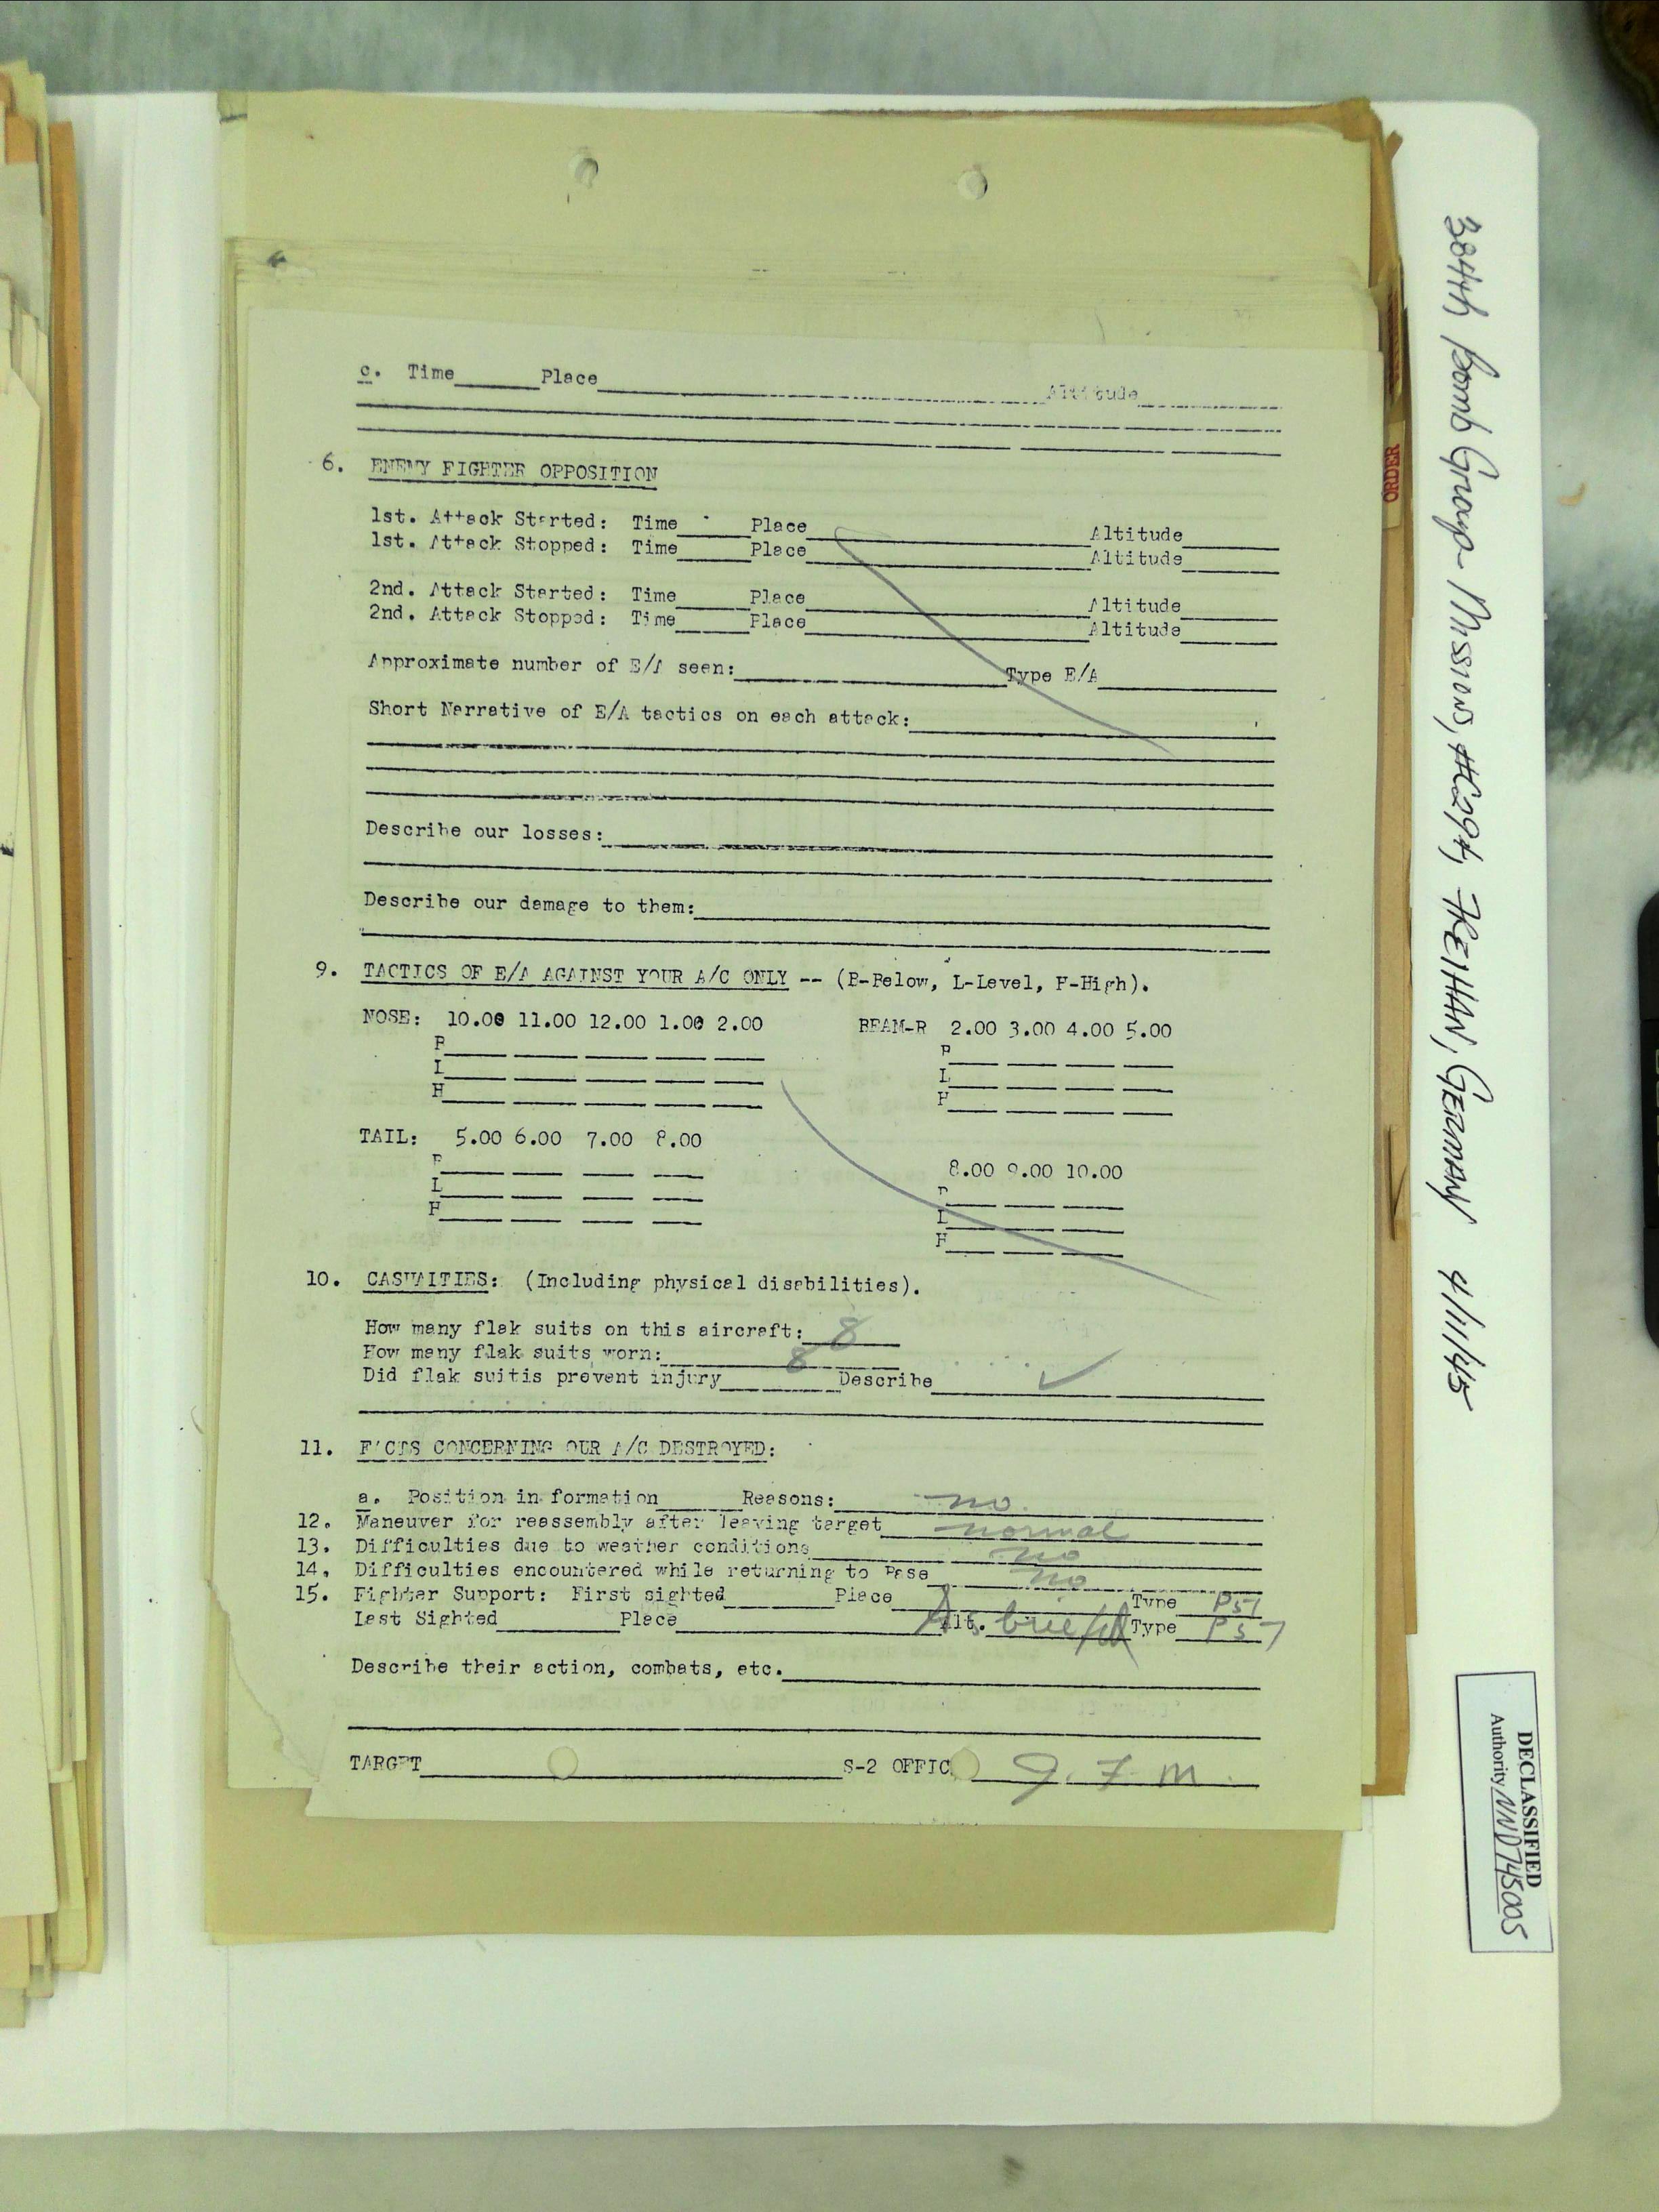 c. Time Place Altitude
6. ENEMY FIGHTER OPPOSITION
1st. Attack Started: Time Place Altitude
1st. Attack Stopped: Time Place Altitude
2nd. Attack Started: Time Place Altitude
2nd. Attack Stopped: Time Place Altitude
Approximate number of E/A seen: Type E/A
Short Narrative of E/A tactics on each attack:
Describe our losses:
Describe our damage to them:
9. TACTICS OF E/A AGAINST YOUR A/C ONLY -- (B-Below, L-Level, H-High).
NOSE: 10.00 11.00 12.00 1.00 2.00 BEAM-R 2.00 3.00 4.00 5.00
B B
L L
H H
TAIL: 5.00 6.00 7.00 8.00
8.00 9.00 10.00
B B
L L
H H
10. CASUALTIES: (Including physical disabilities).
How many flak suits on this aircraft: 8
How many flak suits worn: 8
Did flak suitis prevent injury Describe ✓
11. FACTS CONCERNING OUR A/C DESTROYED:
a. Position in formation Reasons: no
12. Maneuver for reassembly after leaving target normal
13. Difficulties due to weather conditions no
14. Difficulties encountered while returning to Base no
15. Fighter Support: First sighted Place Type P51
Last Sighted Place Alt. As briefed Type P51
Describe their action, combats, etc.
TARGET S-2 OFFIC J. F. M.
384th Bomb Group - Missions, GERMANY 4/11/45
ORDER
DECLASSIFIED
Authority NND745005